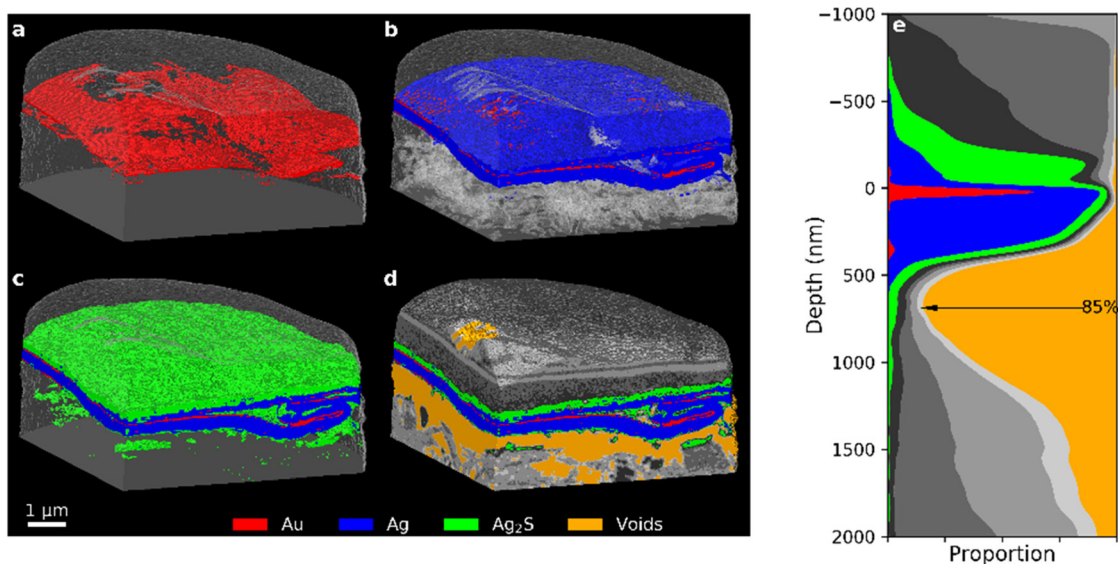 a
b
c
d
1 μm
Au
Ag
Ag₂S
Voids
e
−1000
−500
0
500
1000
1500
2000
Depth (nm)
85%
Proportion